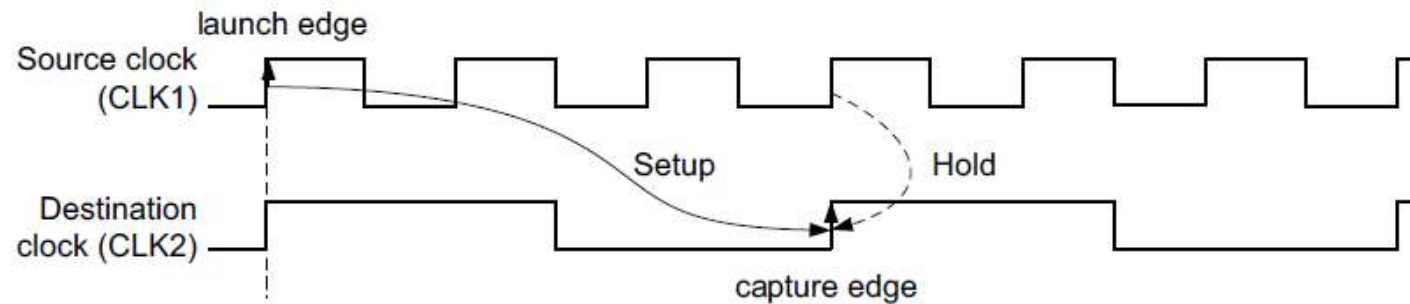 launch edge
Source clock
(CLK1)
Setup
Hold
Destination
clock (CLK2)
capture edge